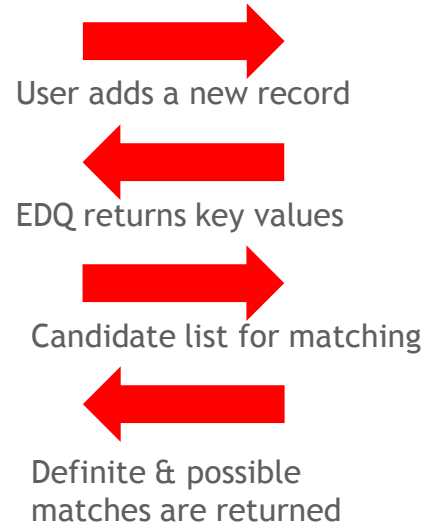 User adds a new record
EDQ returns key values
Candidate list for matching
Definite & possible
matches are returned